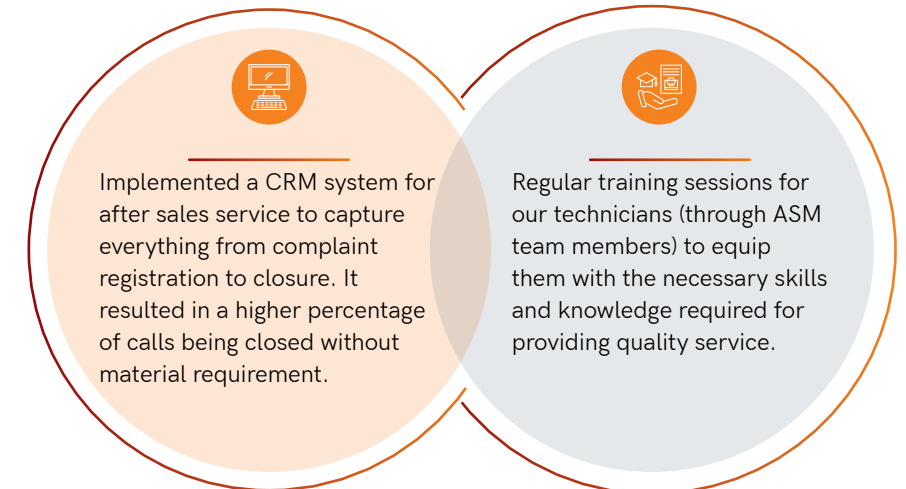 Implemented a CRM system for
after sales service to capture
everything from complaint
registration to closure. It
resulted in a higher percentage
of calls being closed without
material requirement.
Regular training sessions for
our technicians (through ASM
team members) to equip
them with the necessary skills
and knowledge required for
providing quality service.